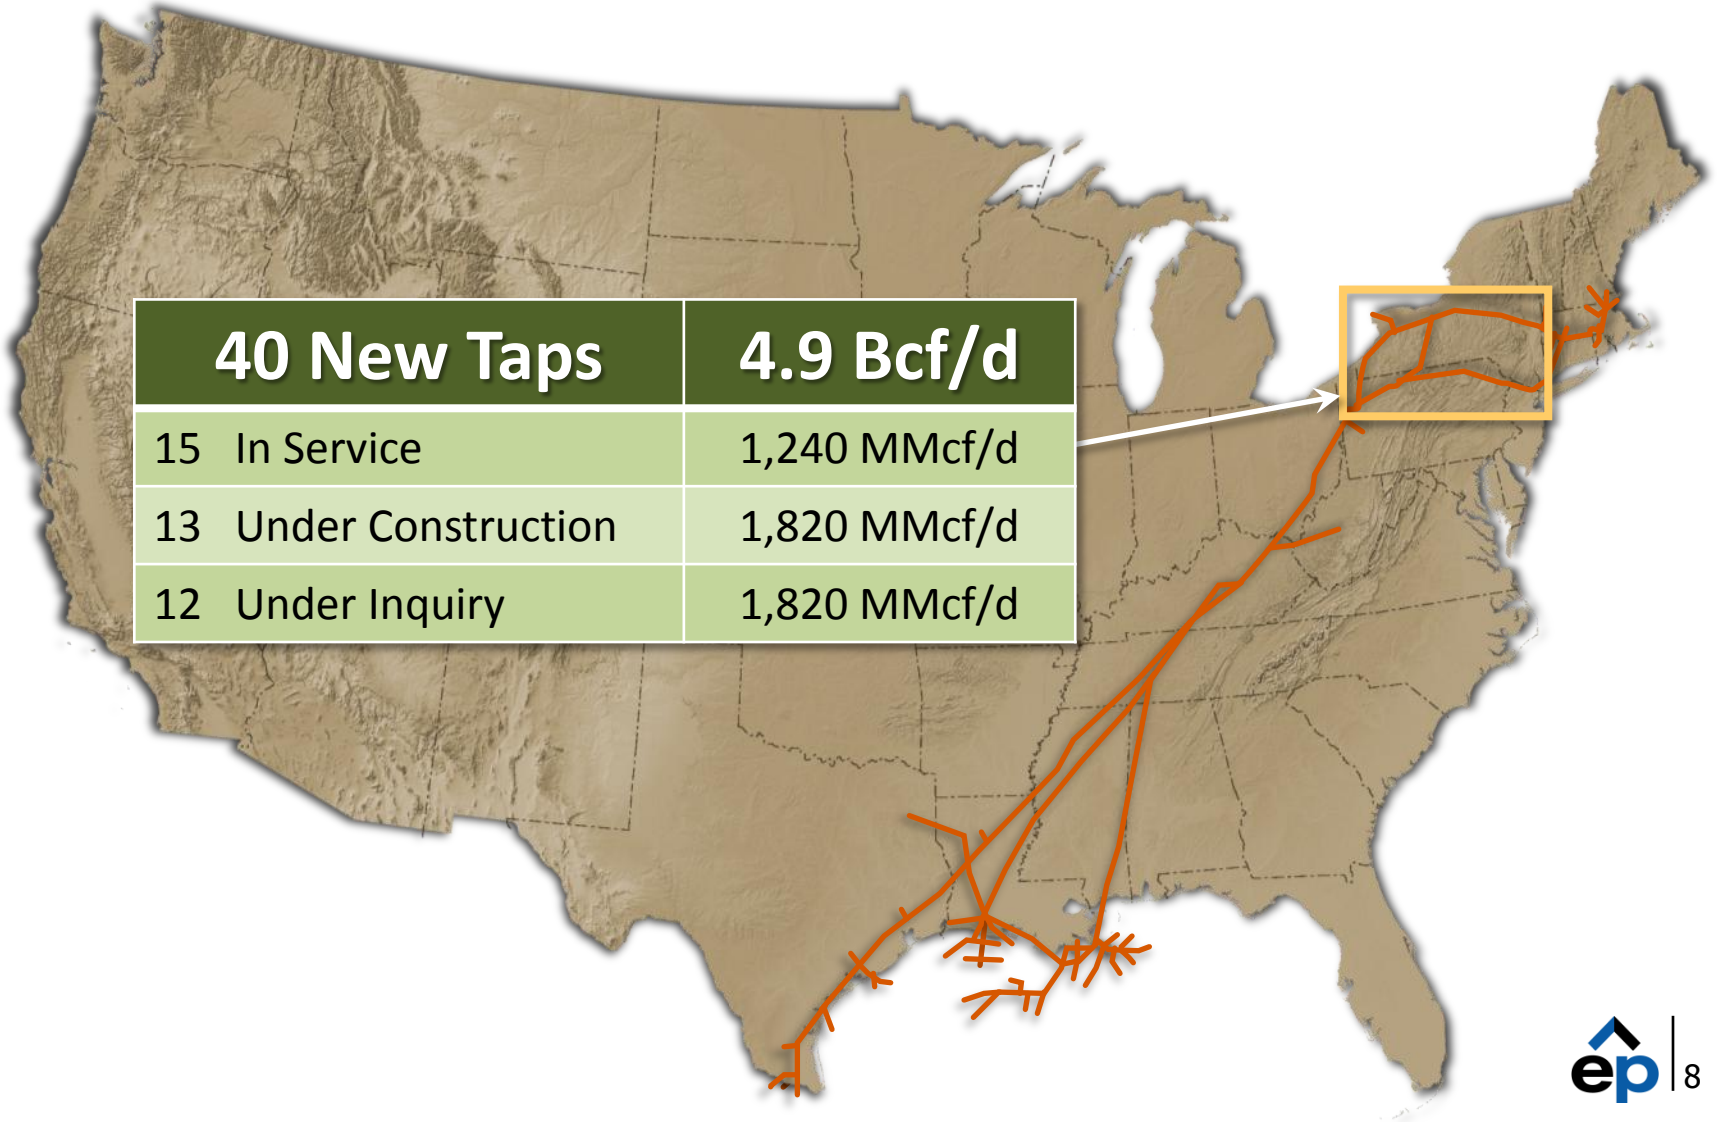 40 New Taps 4.9 Bcf/d
15 In Service 1,240 MMcf/d
13 Under Construction 1,820 MMcf/d
12 Under Inquiry 1,820 MMcf/d
ep 8